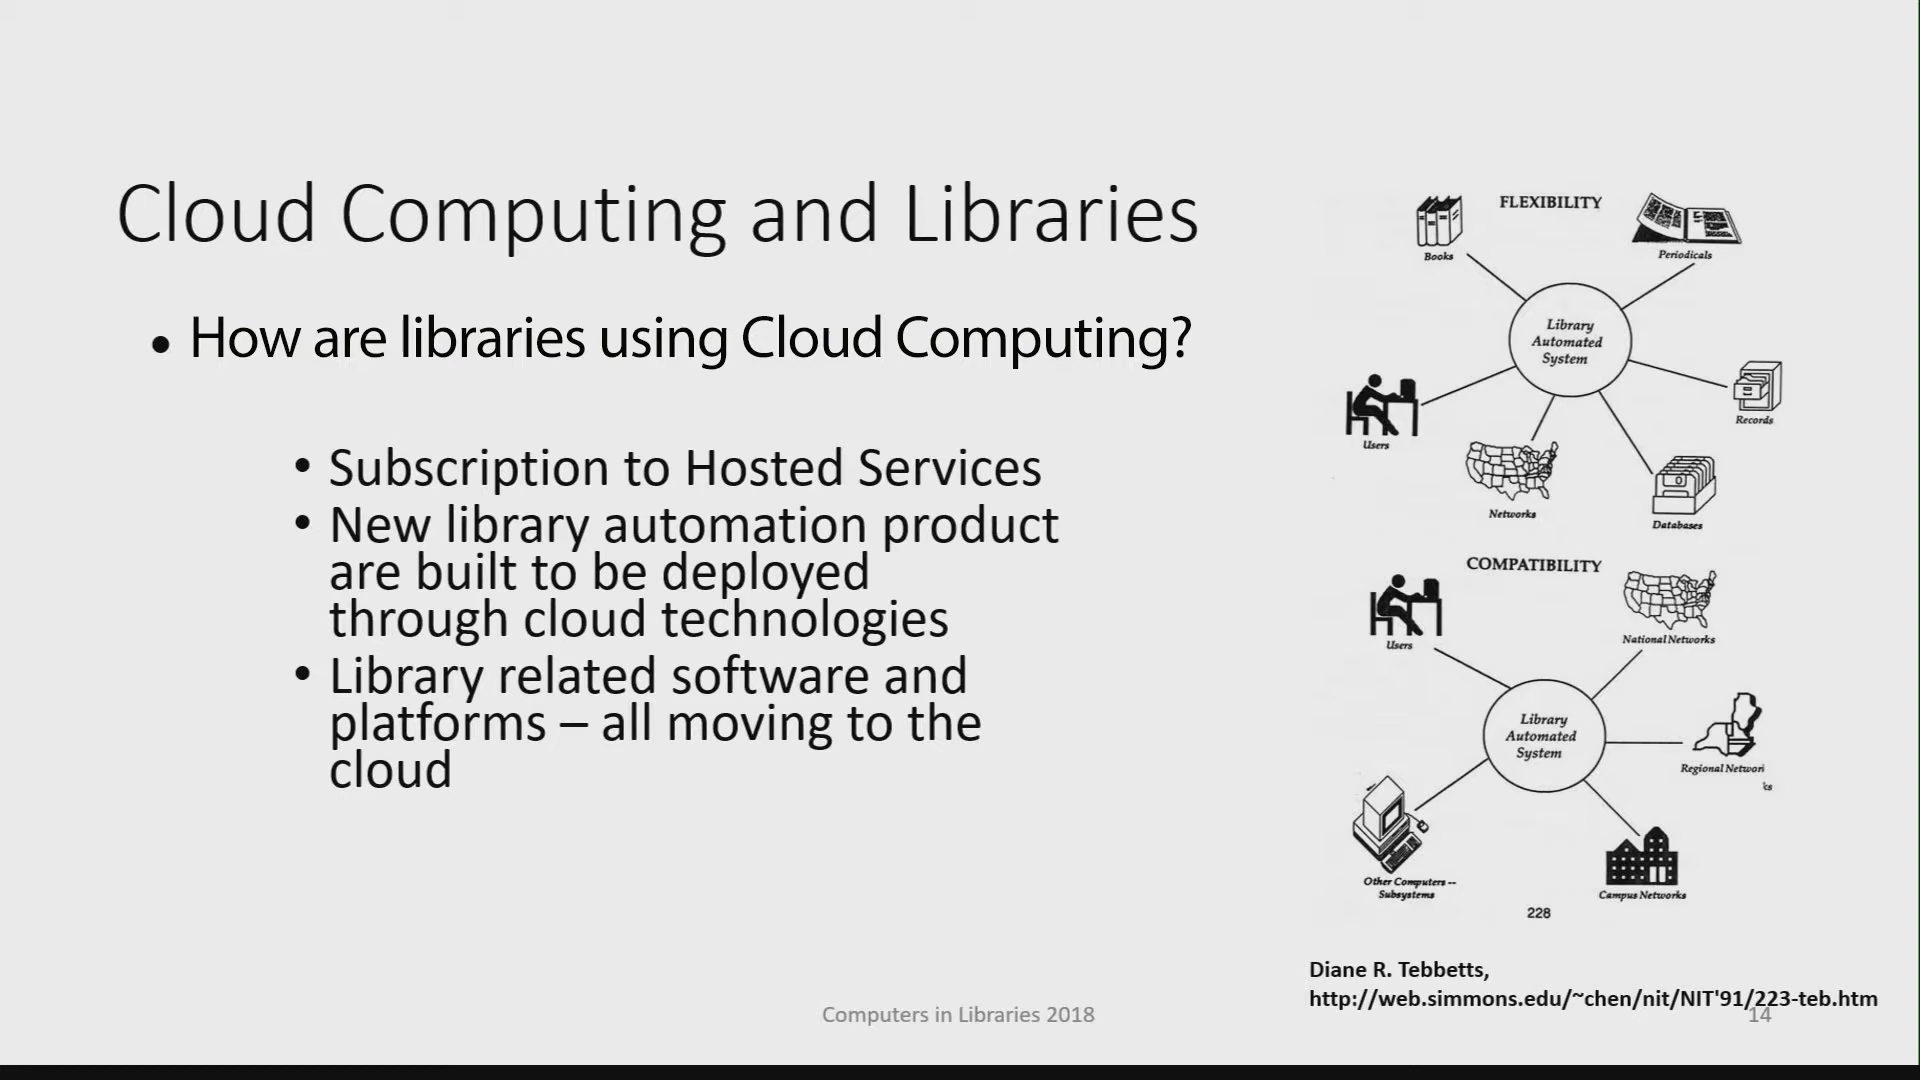 Cloud Computing and Libraries
• How are libraries using Cloud Computing?
• Subscription to Hosted Services
• New library automation product
are built to be deployed
through cloud technologies
• Library related software and
platforms – all moving to the
cloud
FLEXIBILITY
Books
Periodicals
Library
Automated
System
Users
Records
Networks
Databases
COMPATIBILITY
Users
National Networks
Library
Automated
System
Regional Networks
Other Computers --
Subsystems
Campus Networks
228
Diane R. Tebbetts,
http://web.simmons.edu/~chen/nit/NIT'91/223-teb.htm
Computers in Libraries 2018
14